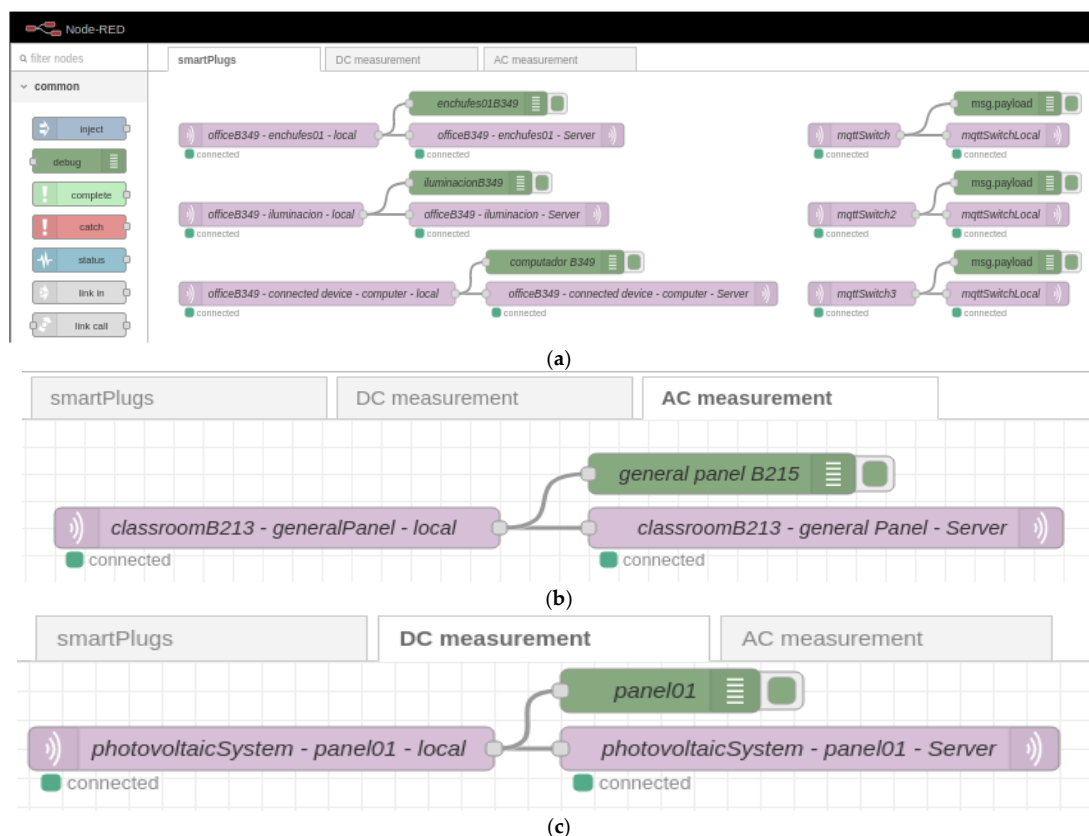 Node-RED
filter nodes
smartPlugs
DC measurement
AC measurement
common
inject
debug
complete
catch
status
link in
link call
enchufes01B349
officeB349 - enchufes01 - local
officeB349 - enchufes01 - Server
connected
connected
iluminacionB349
officeB349 - iluminacion - local
officeB349 - iluminacion - Server
connected
connected
computador B349
officeB349 - connected device - computer - local
officeB349 - connected device - computer - Server
connected
connected
msg.payload
mqttSwitch
mqttSwitchLocal
connected
connected
msg.payload
mqttSwitch2
mqttSwitchLocal
connected
connected
msg.payload
mqttSwitch3
mqttSwitchLocal
connected
connected
(a)
smartPlugs
DC measurement
AC measurement
general panel B215
classroomB213 - generalPanel - local
classroomB213 - general Panel - Server
connected
connected
(b)
smartPlugs
DC measurement
AC measurement
panel01
photovoltaicSystem - panel01 - local
photovoltaicSystem - panel01 - Server
connected
connected
(c)